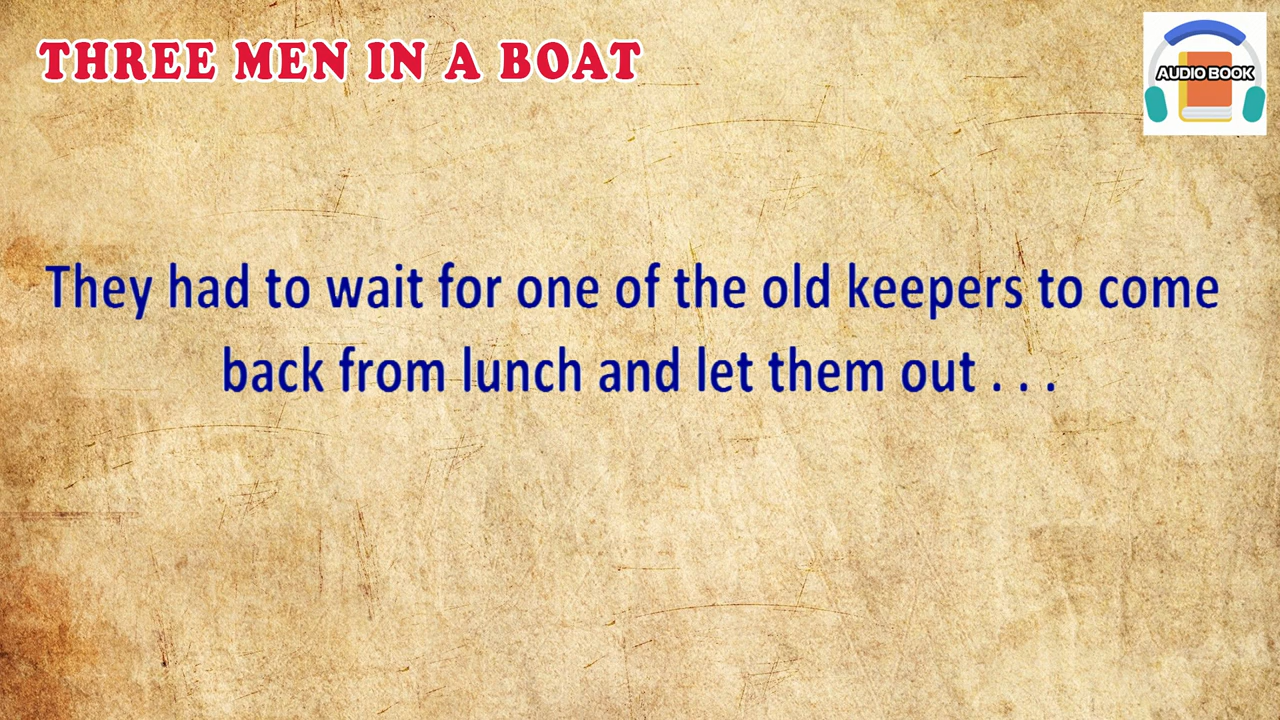 THREE MEN IN A BOAT
AUDIO BOOK
They had to wait for one of the old keepers to come
back from lunch and let them out . . .